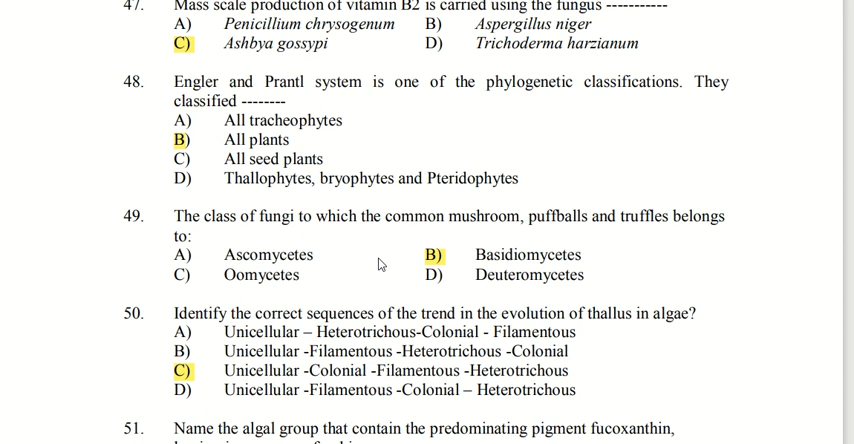 47. Mass scale production of vitamin B2 is carried using the fungus -----------
A) Penicillium chrysogenum B) Aspergillus niger
C) Ashbya gossypi D) Trichoderma harzianum
48. Engler and Prantl system is one of the phylogenetic classifications. They
classified --------
A) All tracheophytes
B) All plants
C) All seed plants
D) Thallophytes, bryophytes and Pteridophytes
49. The class of fungi to which the common mushroom, puffballs and truffles belongs
to:
A) Ascomycetes B) Basidiomycetes
C) Oomycetes D) Deuteromycetes
50. Identify the correct sequences of the trend in the evolution of thallus in algae?
A) Unicellular – Heterotrichous-Colonial - Filamentous
B) Unicellular -Filamentous -Heterotrichous -Colonial
C) Unicellular -Colonial -Filamentous -Heterotrichous
D) Unicellular -Filamentous -Colonial – Heterotrichous
51. Name the algal group that contain the predominating pigment fucoxanthin,